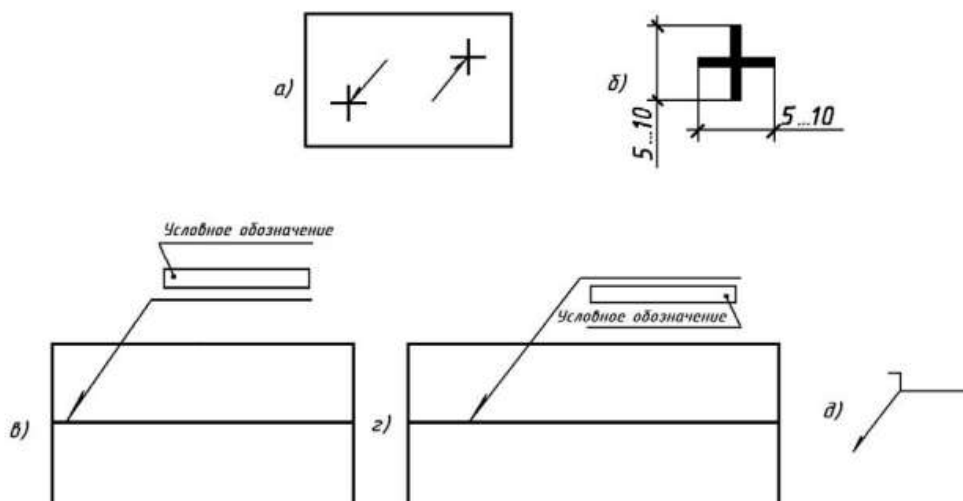 а)
б)
5...10
5...10
Условное обозначение
Условное обозначение
в)
г)
д)